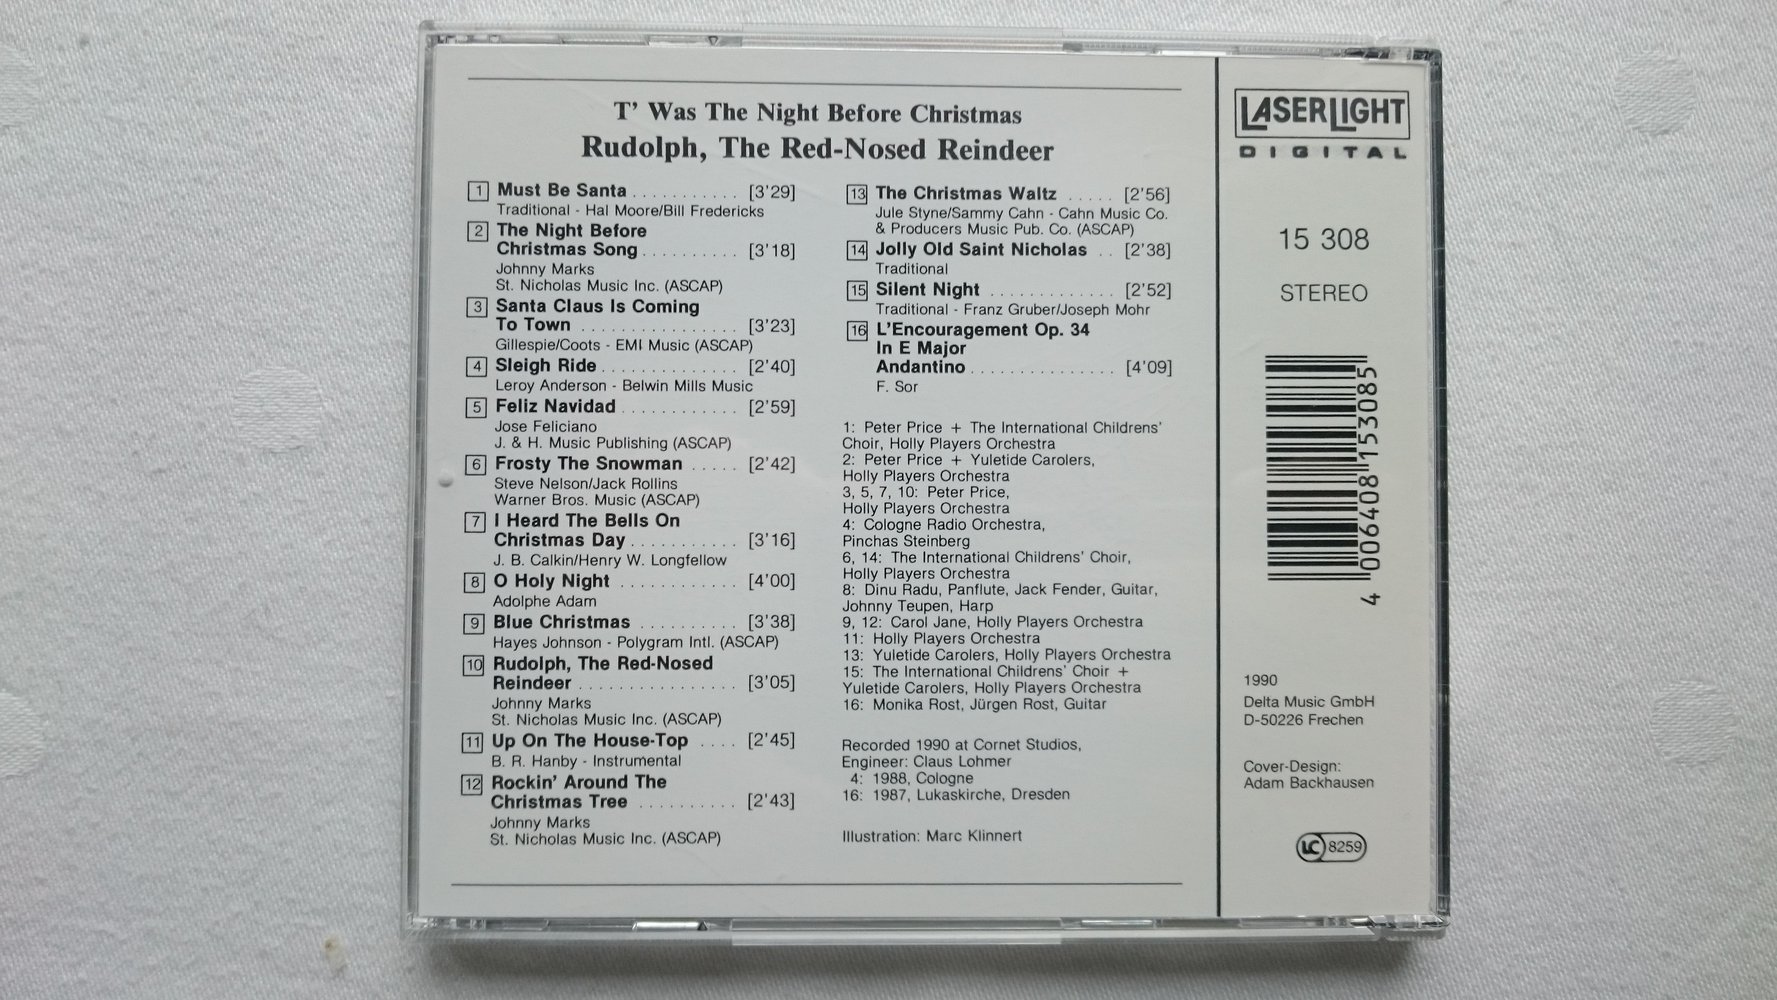 T' Was The Night Before Christmas
Rudolph, The Red-Nosed Reindeer
1 Must Be Santa . . . . . . . . . . . [3'29]
Traditional - Hal Moore/Bill Fredericks
2 The Night Before
Christmas Song . . . . . . . . . . [3'18]
Johnny Marks
St. Nicholas Music Inc. (ASCAP)
3 Santa Claus Is Coming
To Town . . . . . . . . . . . . . . . . [3'23]
Gillespie/Coots - EMI Music (ASCAP)
4 Sleigh Ride . . . . . . . . . . . . . . [2'40]
Leroy Anderson - Belwin Mills Music
5 Feliz Navidad . . . . . . . . . . . . [2'59]
Jose Feliciano
J. & H. Music Publishing (ASCAP)
6 Frosty The Snowman . . . . . [2'42]
Steve Nelson/Jack Rollins
Warner Bros. Music (ASCAP)
7 I Heard The Bells On
Christmas Day . . . . . . . . . . . [3'16]
J. B. Calkin/Henry W. Longfellow
8 O Holy Night . . . . . . . . . . . . [4'00]
Adolphe Adam
9 Blue Christmas . . . . . . . . . . [3'38]
Hayes Johnson - Polygram Intl. (ASCAP)
10 Rudolph, The Red-Nosed
Reindeer . . . . . . . . . . . . . . . . [3'05]
Johnny Marks
St. Nicholas Music Inc. (ASCAP)
11 Up On The House-Top . . . . [2'45]
B. R. Hanby - Instrumental
12 Rockin' Around The
Christmas Tree . . . . . . . . . . [2'43]
Johnny Marks
St. Nicholas Music Inc. (ASCAP)
13 The Christmas Waltz . . . . . [2'56]
Jule Styne/Sammy Cahn - Cahn Music Co.
& Producers Music Pub. Co. (ASCAP)
14 Jolly Old Saint Nicholas . . [2'38]
Traditional
15 Silent Night . . . . . . . . . . . . . [2'52]
Traditional - Franz Gruber/Joseph Mohr
16 L'Encouragement Op. 34
In E Major
Andantino . . . . . . . . . . . . . . . [4'09]
F. Sor
1: Peter Price + The International Childrens'
Choir, Holly Players Orchestra
2: Peter Price + Yuletide Carolers,
Holly Players Orchestra
3, 5, 7, 10: Peter Price,
Holly Players Orchestra
4: Cologne Radio Orchestra,
Pinchas Steinberg
6, 14: The International Childrens' Choir,
Holly Players Orchestra
8: Dinu Radu, Panflute, Jack Fender, Guitar,
Johnny Teupen, Harp
9, 12: Carol Jane, Holly Players Orchestra
11: Holly Players Orchestra
13: Yuletide Carolers, Holly Players Orchestra
15: The International Childrens' Choir +
Yuletide Carolers, Holly Players Orchestra
16: Monika Rost, Jürgen Rost, Guitar
Recorded 1990 at Cornet Studios,
Engineer: Claus Lohmer
4: 1988, Cologne
16: 1987, Lukaskirche, Dresden
Illustration: Marc Klinnert
LASERLIGHT
DIGITAL
15 308
STEREO
4 006408 153085
1990
Delta Music GmbH
D-50226 Frechen
Cover-Design:
Adam Backhausen
LC 8259